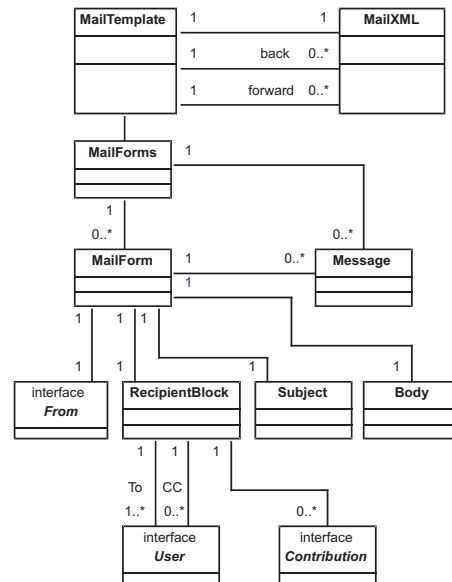 MailTemplate 1 1 MailXML
1 back 0..*
1 forward 0..*
MailForms 1
1
0..* 0..*
MailForm 1 0..* Message
1
1 1 1
1 1 1 1
interface RecipientBlock Subject Body
From
1 1 1
To CC
1..* 0..* 0..*
interface interface
User Contribution